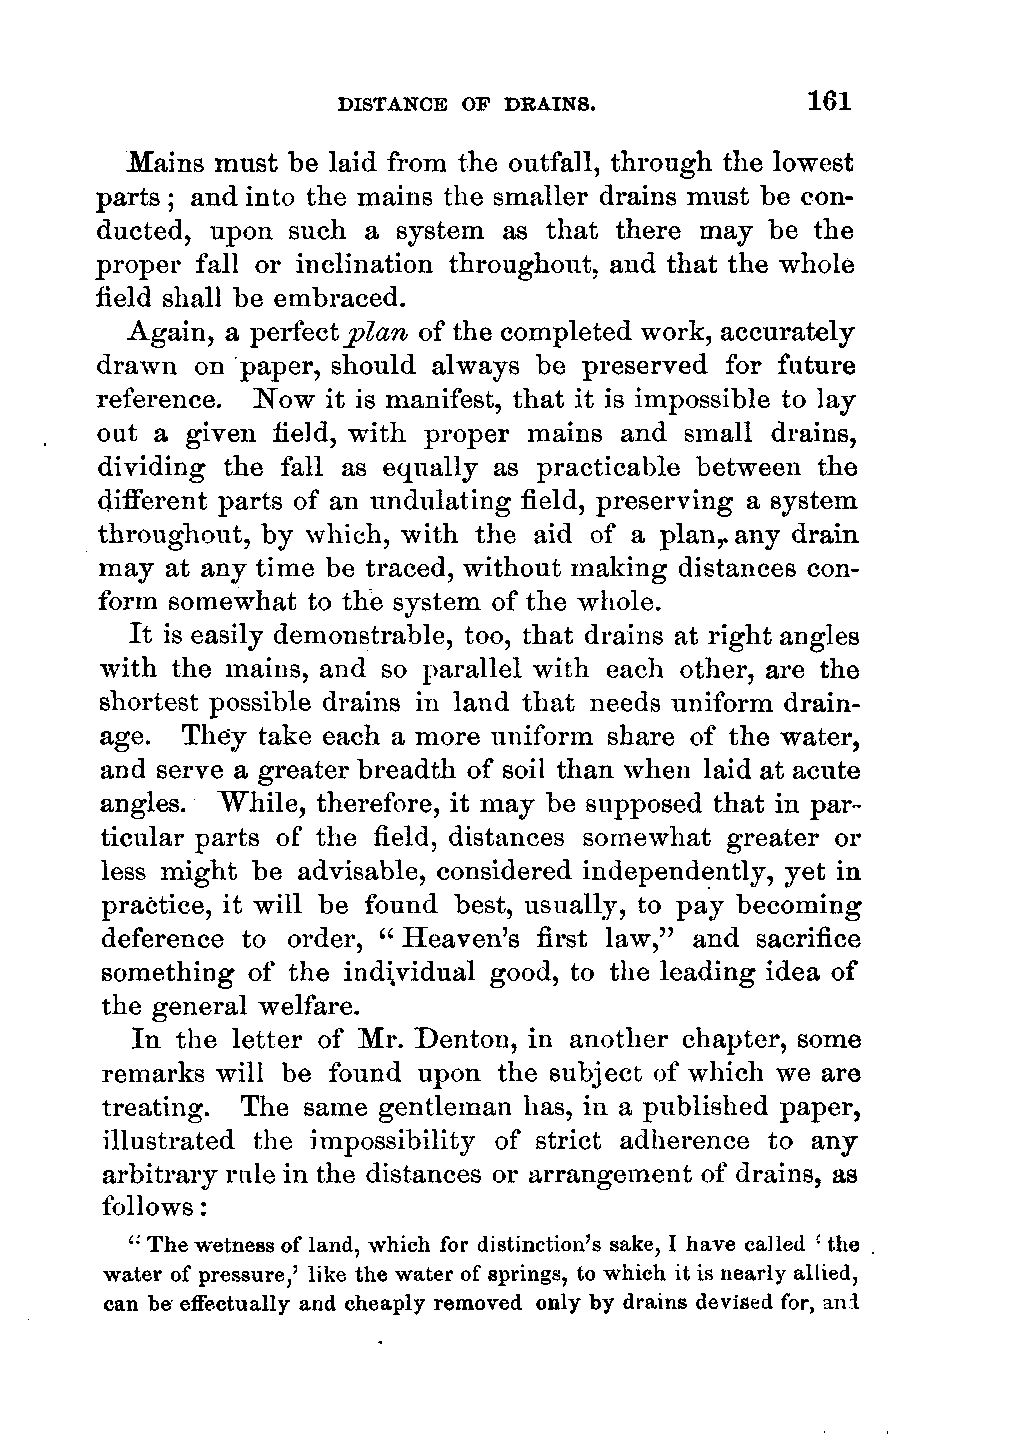 DISTANCE OF DRAINS. 161
Mains must be laid from the outfall, through the lowest
parts; and into the mains the smaller drains must be con-
ducted, upon such a system as that there may be the
proper fall or inclination throughout, and that the whole
field shall be embraced.
Again, a perfect plan of the completed work, accurately
drawn on paper, should always be preserved for future
reference. Now it is manifest, that it is impossible to lay
out a given field, with proper mains and small drains,
dividing the fall as equally as practicable between the
different parts of an undulating field, preserving a system
throughout, by which, with the aid of a plan, any drain
may at any time be traced, without making distances con-
form somewhat to the system of the whole.
It is easily demonstrable, too, that drains at right angles
with the mains, and so parallel with each other, are the
shortest possible drains in land that needs uniform drain-
age. They take each a more uniform share of the water,
and serve a greater breadth of soil than when laid at acute
angles. While, therefore, it may be supposed that in par-
ticular parts of the field, distances somewhat greater or
less might be advisable, considered independently, yet in
practice, it will be found best, usually, to pay becoming
deference to order, “Heaven's first law,” and sacrifice
something of the individual good, to the leading idea of
the general welfare.
In the letter of Mr. Denton, in another chapter, some
remarks will be found upon the subject of which we are
treating. The same gentleman has, in a published paper,
illustrated the impossibility of strict adherence to any
arbitrary rule in the distances or arrangement of drains, as
follows:
“The wetness of land, which for distinction's sake, I have called ‘the
water of pressure,’ like the water of springs, to which it is nearly allied,
can be effectually and cheaply removed only by drains devised for, and